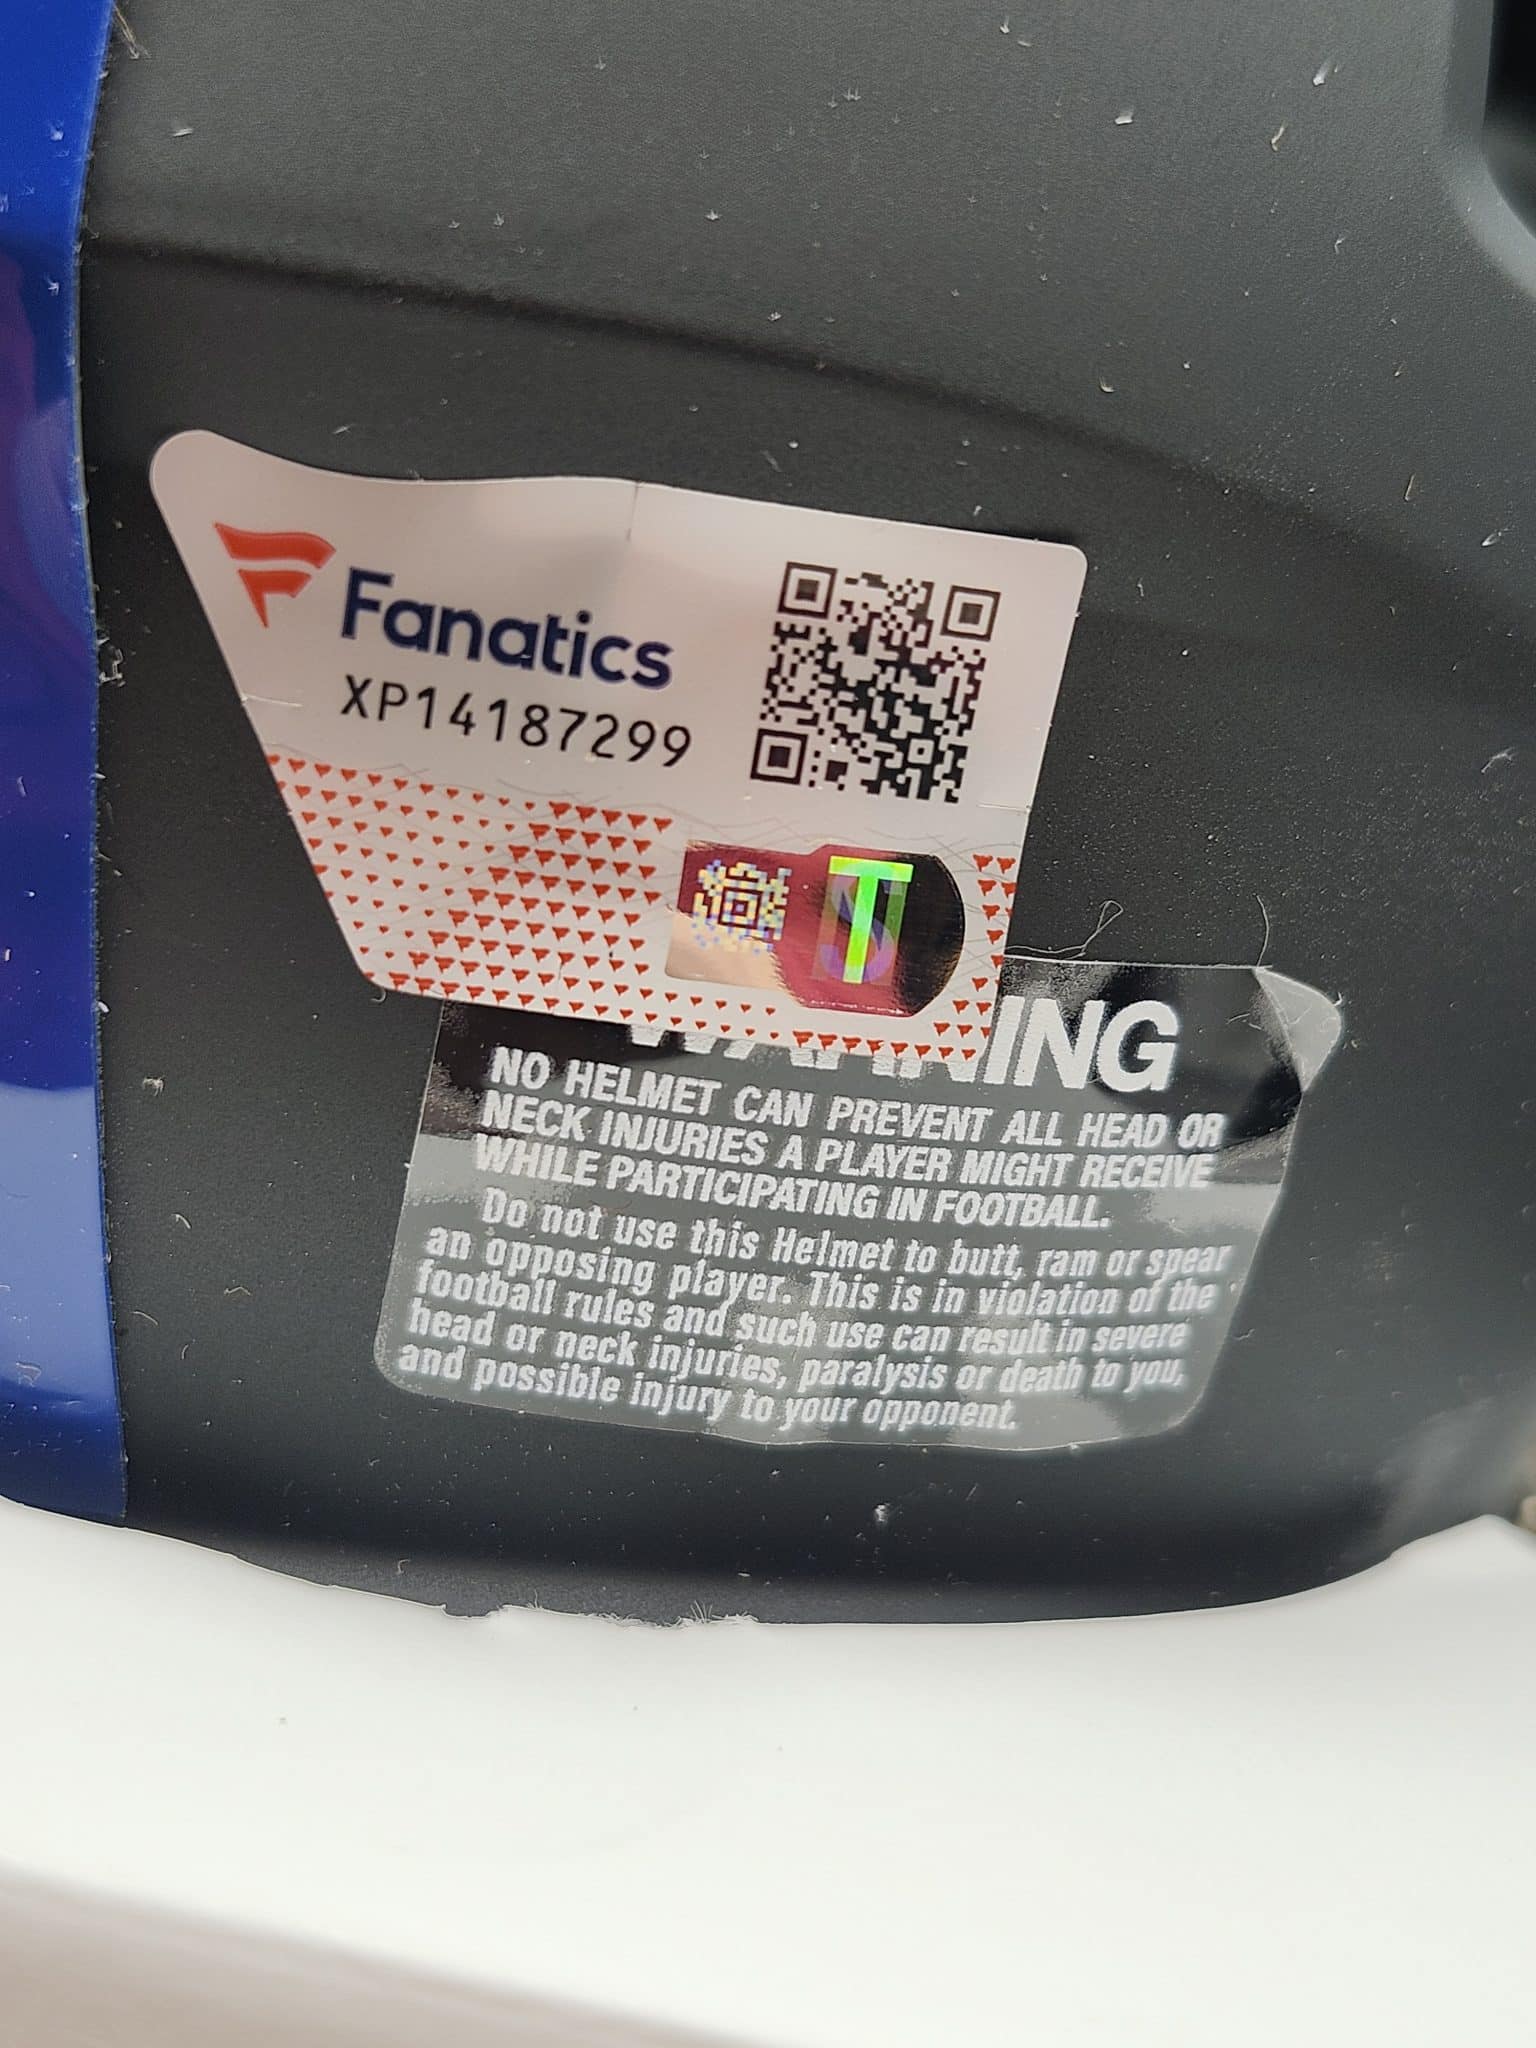 Fanatics
XP14187299
T
WARNING
NO HELMET CAN PREVENT ALL HEAD OR
NECK INJURIES A PLAYER MIGHT RECEIVE
WHILE PARTICIPATING IN FOOTBALL.
Do not use this Helmet to butt, ram or spear
an opposing player. This is in violation of the
football rules and such use can result in severe
head or neck injuries, paralysis or death to you,
and possible injury to your opponent.